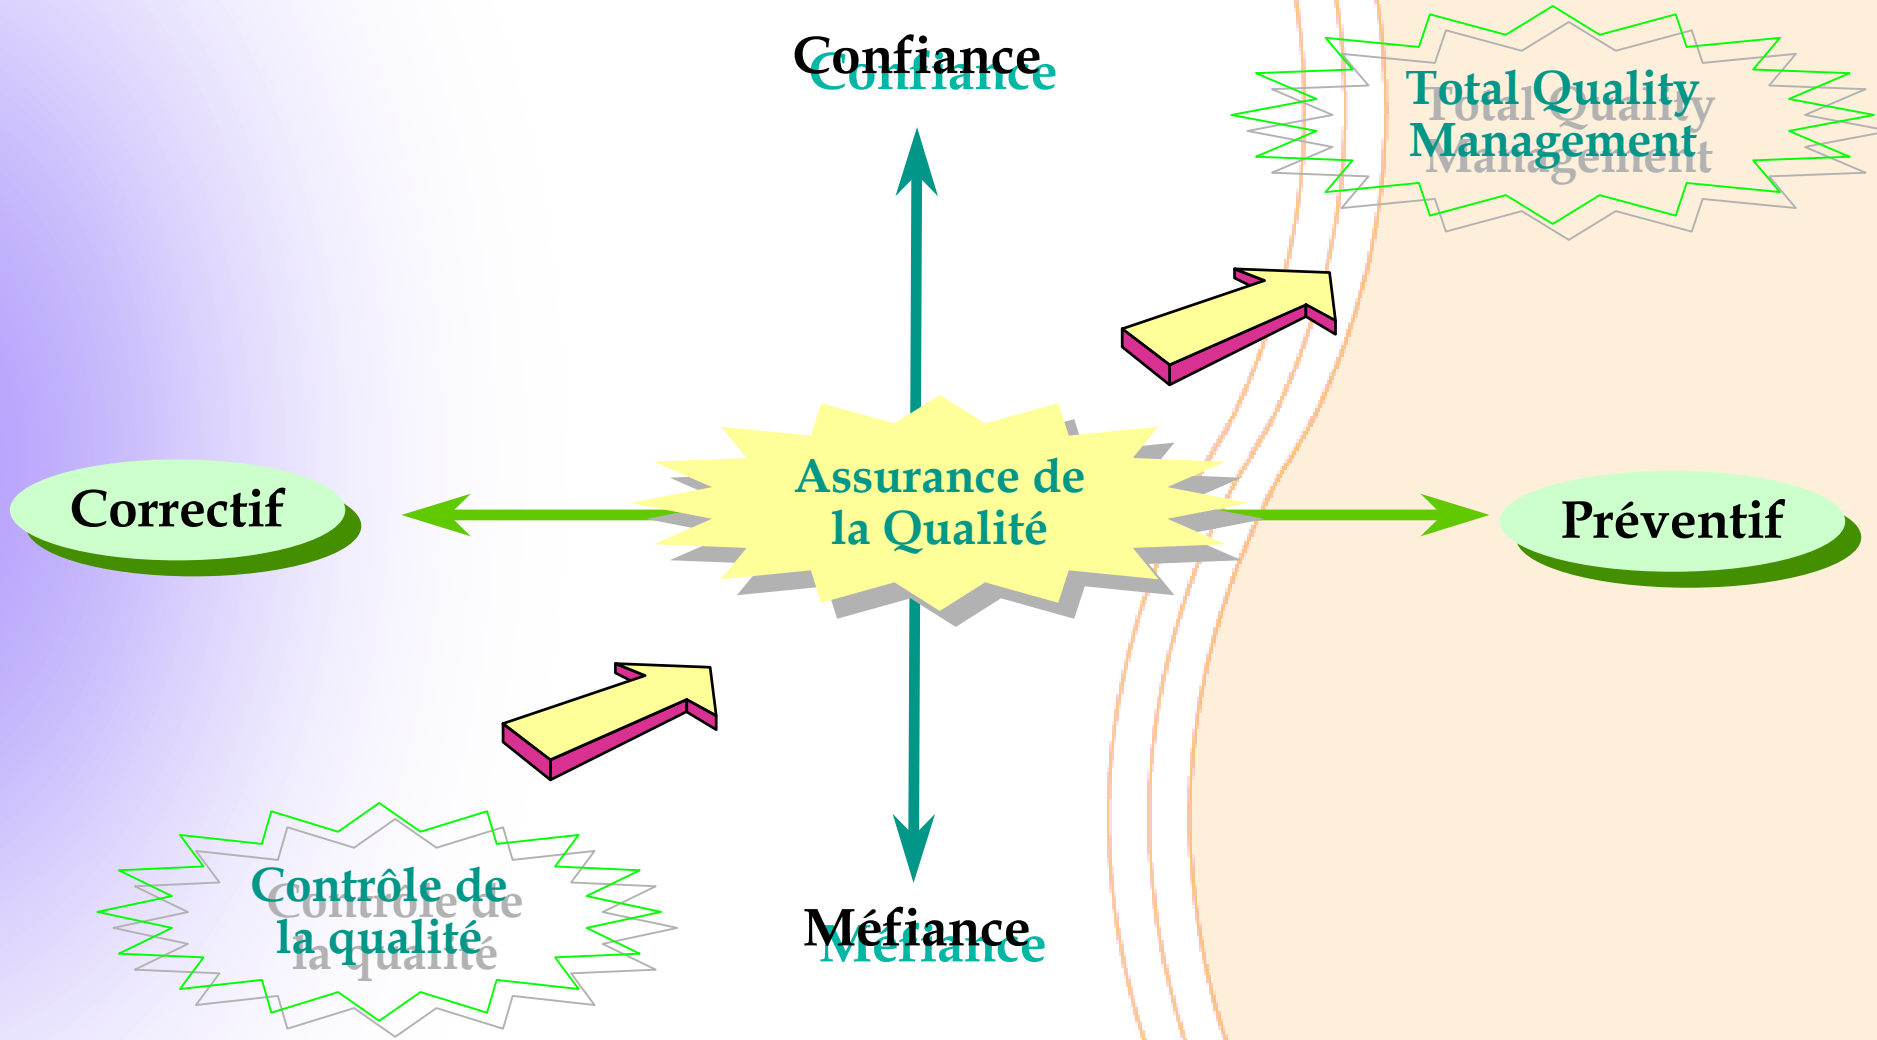 Confiance
Total Quality
Management
Assurance de
la Qualité
Correctif
Préventif
Contrôle de
la qualité
Méfiance